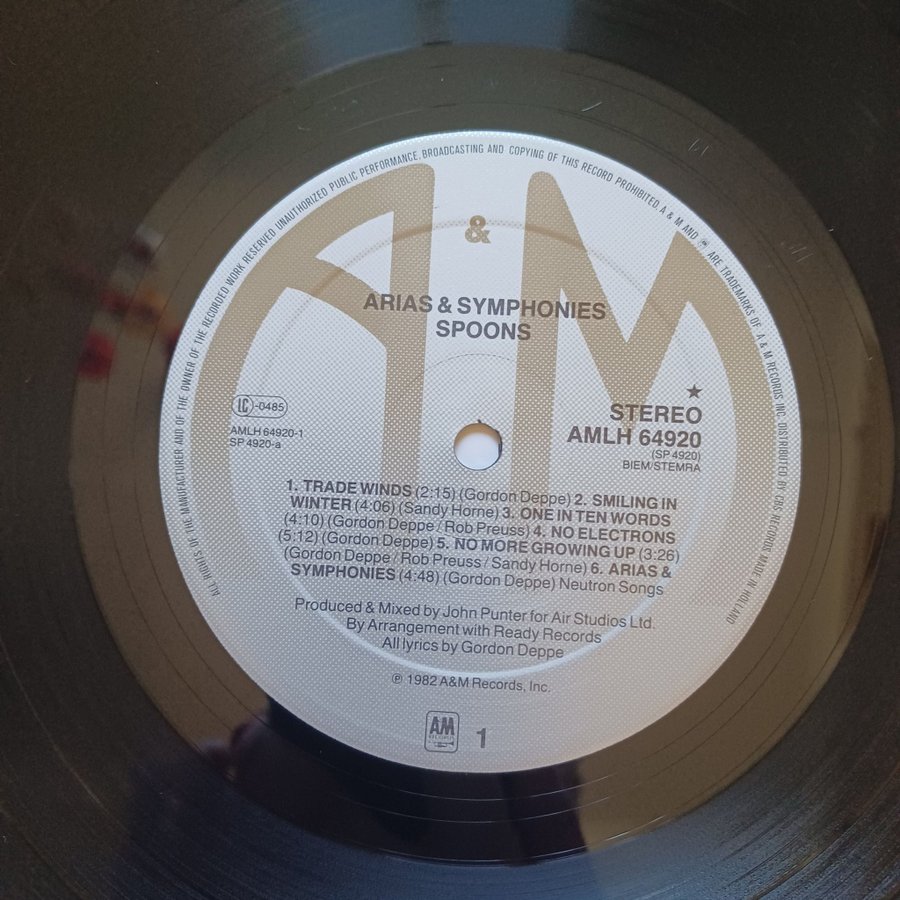 ALL RIGHTS OF THE MANUFACTURER AND OF THE OWNER OF THE RECORDED WORK RESERVED UNAUTHORIZED PUBLIC PERFORMANCE, BROADCASTING AND COPYING OF THIS RECORD PROHIBITED. A & M AND AM ARE TRADEMARKS OF A & M RECORDS INC. DISTRIBUTED BY CBS RECORDS MADE IN HOLLAND
A & M
ARIAS & SYMPHONIES
SPOONS
LC-0485
AMLH 64920-1
SP 4920-a
★
STEREO
AMLH 64920
(SP 4920)
BIEM/STEMRA
1. TRADE WINDS (2:15) (Gordon Deppe) 2. SMILING IN
WINTER (4:06) (Sandy Horne) 3. ONE IN TEN WORDS
(4:10) (Gordon Deppe / Rob Preuss) 4. NO ELECTRONS
(5:12) (Gordon Deppe) 5. NO MORE GROWING UP (3:26)
(Gordon Deppe / Rob Preuss / Sandy Horne) 6. ARIAS &
SYMPHONIES (4:48) (Gordon Deppe) Neutron Songs
Produced & Mixed by John Punter for Air Studios Ltd.
By Arrangement with Ready Records
All lyrics by Gordon Deppe
℗ 1982 A&M Records, Inc.
AM
RECORDS
1